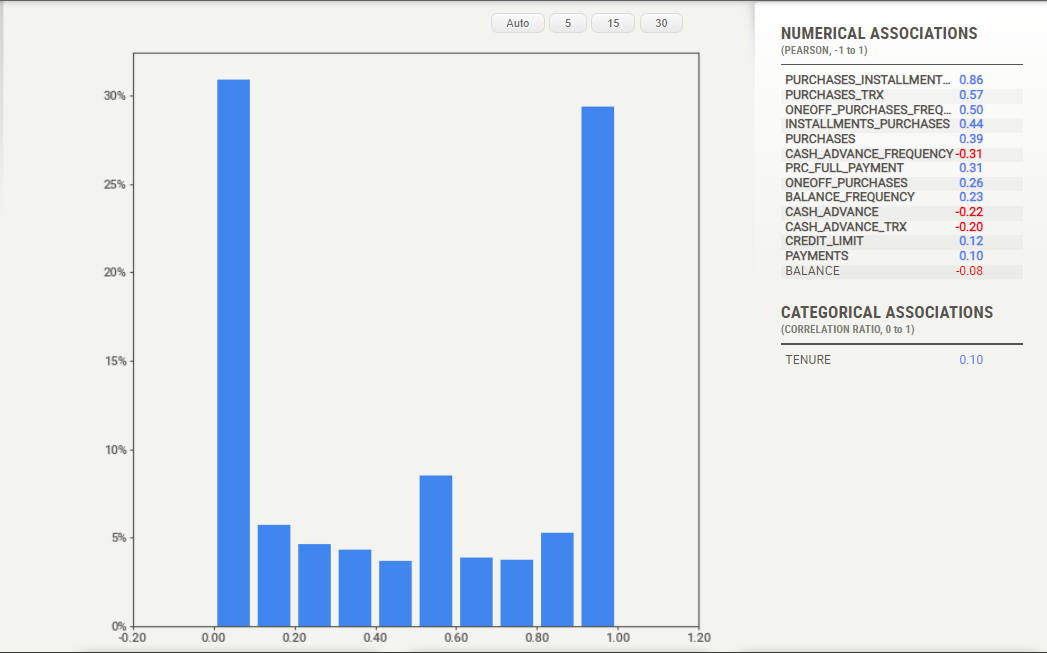 Auto 5 15 30
30%
25%
20%
15%
10%
5%
0%
-0.20 0.00 0.20 0.40 0.60 0.80 1.00 1.20
NUMERICAL ASSOCIATIONS
(PEARSON, -1 to 1)
PURCHASES_INSTALLMENT... 0.86
PURCHASES_TRX 0.57
ONEOFF_PURCHASES_FREQ... 0.50
INSTALLMENTS_PURCHASES 0.44
PURCHASES 0.39
CASH_ADVANCE_FREQUENCY -0.31
PRC_FULL_PAYMENT 0.31
ONEOFF_PURCHASES 0.26
BALANCE_FREQUENCY 0.23
CASH_ADVANCE -0.22
CASH_ADVANCE_TRX -0.20
CREDIT_LIMIT 0.12
PAYMENTS 0.10
BALANCE -0.08
CATEGORICAL ASSOCIATIONS
(CORRELATION RATIO, 0 to 1)
TENURE 0.10